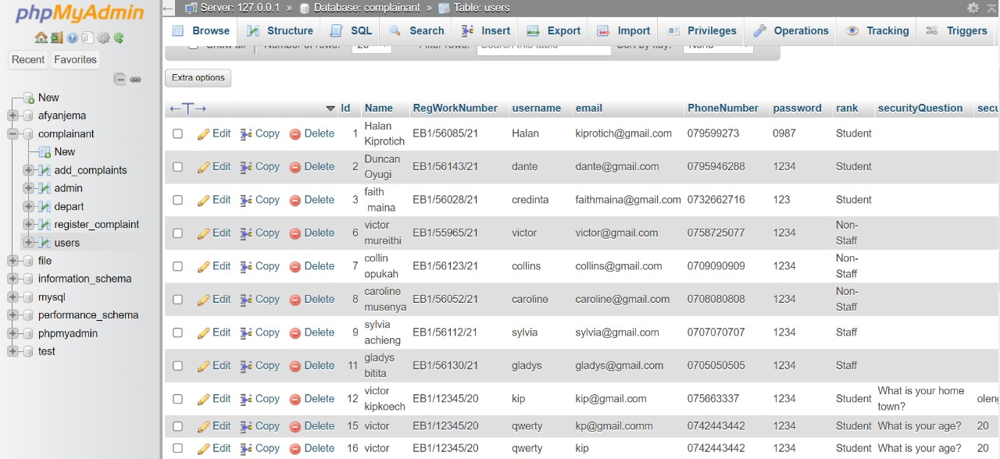 phpMyAdmin
Server: 127.0.0.1 » Database: complainant » Table: users
Browse Structure SQL Search Insert Export Import Privileges Operations Tracking Triggers
Recent Favorites
Show all Number of rows: 25 Filter rows: Search this table Sort by key: None
Extra options
New
afyanjema
complainant
New
add_complaints
admin
depart
register_complaint
users
file
information_schema
mysql
performance_schema
phpmyadmin
test
Id Name RegWorkNumber username email PhoneNumber password rank securityQuestion secu
Edit Copy Delete 1 Halan Kiprotich EB1/56085/21 Halan kiprotich@gmail.com 079599273 0987 Student
Edit Copy Delete 2 Duncan Oyugi EB1/56143/21 dante dante@gmail.com 0795946288 1234 Student
Edit Copy Delete 3 faith maina EB1/56028/21 credinta faithmaina@gmail.com 0732662716 123 Student
Edit Copy Delete 6 victor mureithi EB1/55965/21 victor victor@gmail.com 0758725077 1234 Non-Staff
Edit Copy Delete 7 collin opukah EB1/56123/21 collins collins@gmail.com 0709090909 1234 Non-Staff
Edit Copy Delete 8 caroline musenya EB1/56052/21 caroline caroline@gmail.com 0708080808 1234 Non-Staff
Edit Copy Delete 9 sylvia achieng EB1/56112/21 sylvia sylvia@gmail.com 0707070707 1234 Staff
Edit Copy Delete 11 gladys bitita EB1/56130/21 gladys gladys@gmail.com 0705050505 1234 Staff
Edit Copy Delete 12 victor kipkoech EB1/12345/20 kip kip@gmail.com 075663337 1234 Student What is your home town? oleng
Edit Copy Delete 15 victor EB1/12345/20 qwerty kp@gmail.comm 0742443442 1234 Student What is your age? 20
Edit Copy Delete 16 victor EB1/12345/20 qwerty kip 0742443442 1234 Student What is your age? 20